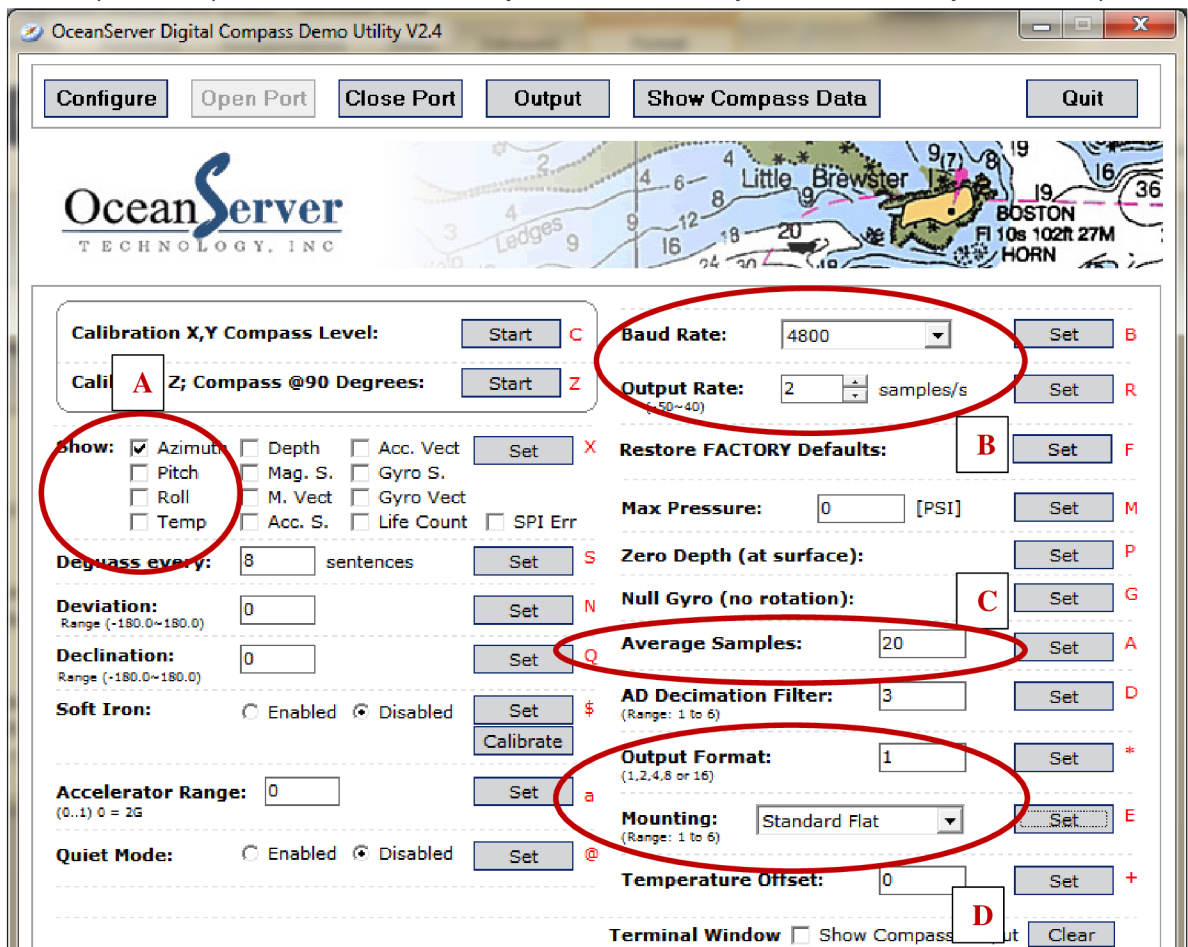 OceanServer Digital Compass Demo Utility V2.4
Configure Open Port Close Port Output Show Compass Data Quit
OceanServer
TECHNOLOGY, INC
Little Brewster
Ledges
BOSTON
Fl 10s 102ft 27M
HORN
Calibration X,Y Compass Level: Start C
Z; Compass @90 Degrees: Start Z
A
Show: Azimuth Depth Acc. Vect Set X
Pitch Mag. S. Gyro S.
Roll M. Vect Gyro Vect
Temp Acc. S. Life Count SPI Err
Deguass every: 8 sentences Set S
Deviation: 0 Set N
Range (-180.0~180.0)
Declination: 0 Set Q
Range (-180.0~180.0)
Soft Iron: Enabled Disabled Set $
Calibrate
Accelerator Range: 0 Set a
(0..1) 0 = 2G
Quiet Mode: Enabled Disabled Set @
Baud Rate: 4800 Set B
Output Rate: 2 samples/s Set R
(-50~40)
B
Restore FACTORY Defaults: Set F
Max Pressure: 0 [PSI] Set M
Zero Depth (at surface): Set P
Null Gyro (no rotation): Set G
C
Average Samples: 20 Set A
AD Decimation Filter: 3 Set D
(Range: 1 to 6)
Output Format: 1 Set *
(1,2,4,8 or 16)
Mounting: Standard Flat Set E
(Range: 1 to 6)
Temperature Offset: 0 Set +
D
Terminal Window Show Compass Clear